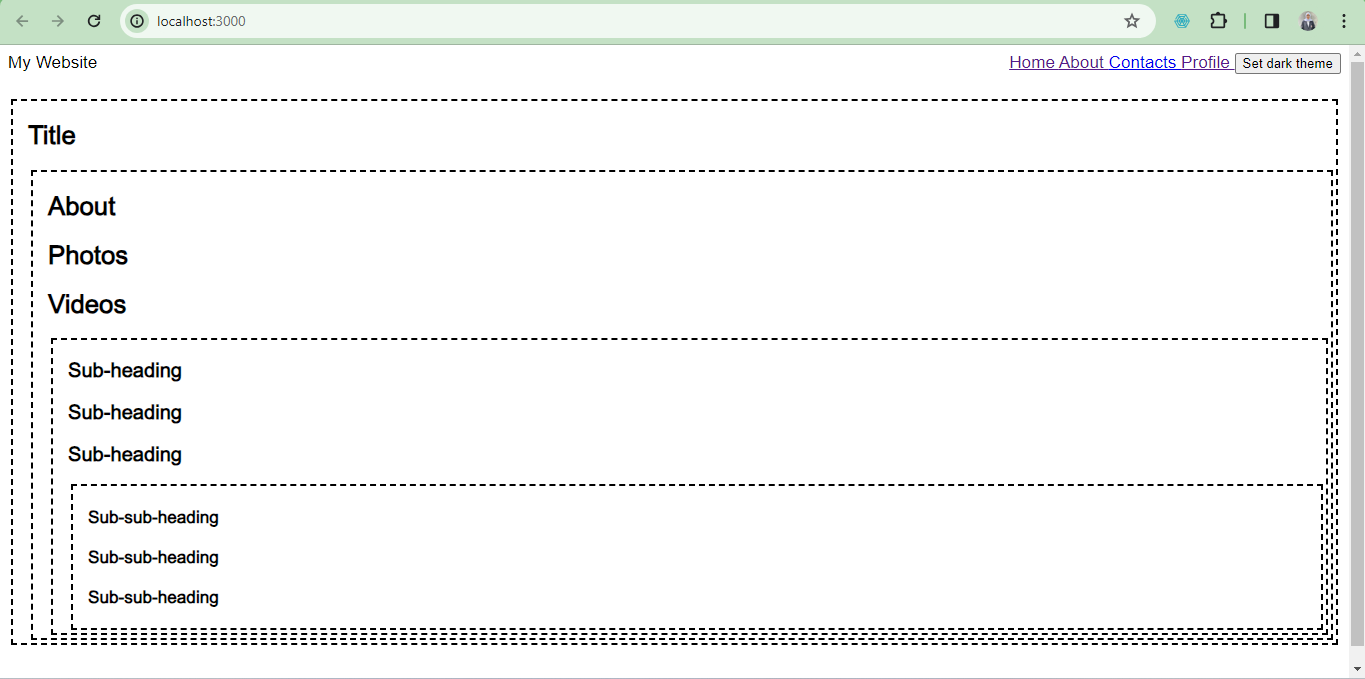 localhost:3000
My Website Home About Contacts Profile Set dark theme
Title
About
Photos
Videos
Sub-heading
Sub-heading
Sub-heading
Sub-sub-heading
Sub-sub-heading
Sub-sub-heading